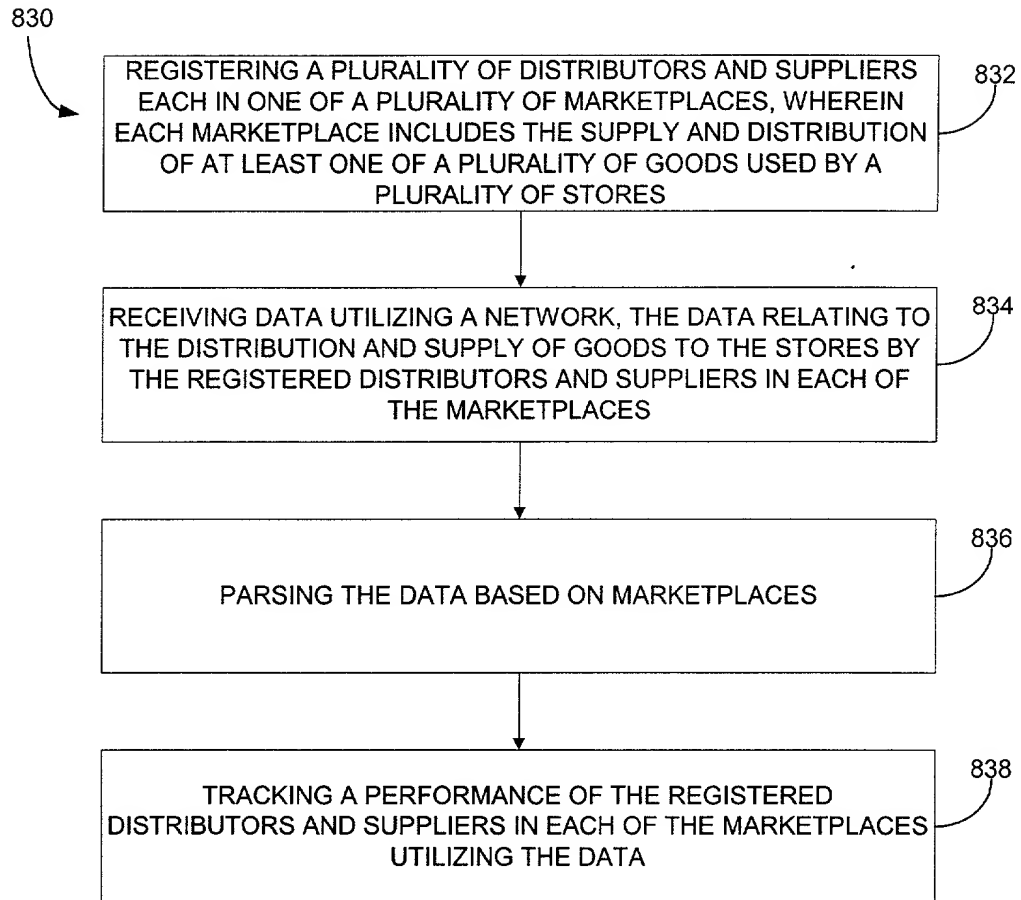 830
REGISTERING A PLURALITY OF DISTRIBUTORS AND SUPPLIERS
EACH IN ONE OF A PLURALITY OF MARKETPLACES, WHEREIN
EACH MARKETPLACE INCLUDES THE SUPPLY AND DISTRIBUTION
OF AT LEAST ONE OF A PLURALITY OF GOODS USED BY A
PLURALITY OF STORES
832
RECEIVING DATA UTILIZING A NETWORK, THE DATA RELATING TO
THE DISTRIBUTION AND SUPPLY OF GOODS TO THE STORES BY
THE REGISTERED DISTRIBUTORS AND SUPPLIERS IN EACH OF
THE MARKETPLACES
834
PARSING THE DATA BASED ON MARKETPLACES
836
TRACKING A PERFORMANCE OF THE REGISTERED
DISTRIBUTORS AND SUPPLIERS IN EACH OF THE MARKETPLACES
UTILIZING THE DATA
838